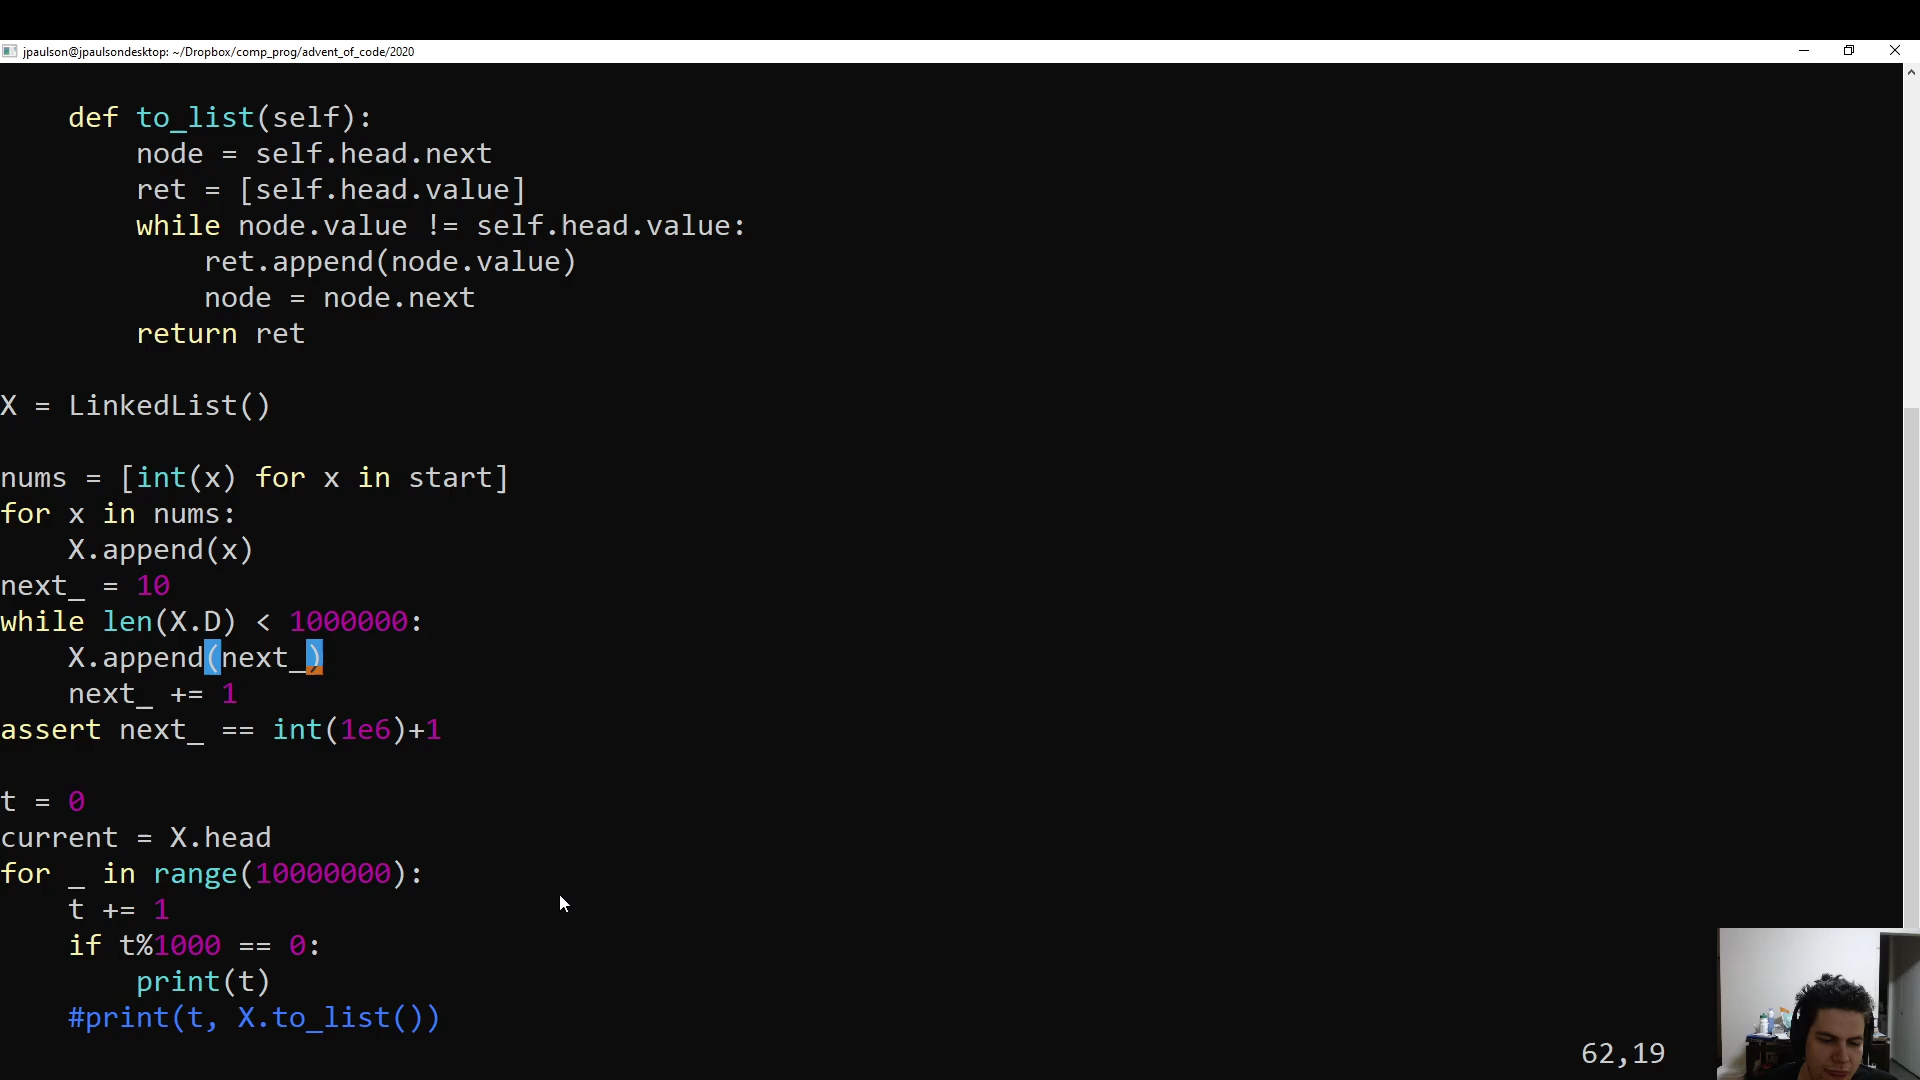 jpaulson@jpaulsondesktop: ~/Dropbox/comp_prog/advent_of_code/2020
    def to_list(self):
        node = self.head.next
        ret = [self.head.value]
        while node.value != self.head.value:
            ret.append(node.value)
            node = node.next
        return ret
X = LinkedList()
nums = [int(x) for x in start]
for x in nums:
    X.append(x)
next_ = 10
while len(X.D) < 1000000:
    X.append(next_)
    next_ += 1
assert next_ == int(1e6)+1
t = 0
current = X.head
for _ in range(10000000):
    t += 1
    if t%1000 == 0:
        print(t)
    #print(t, X.to_list())
62,19